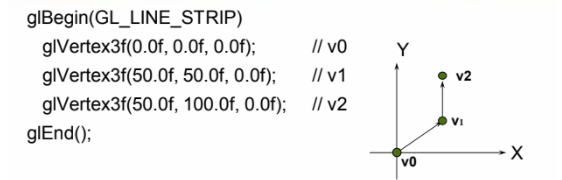 glBegin(GL_LINE_STRIP)
glVertex3f(0.0f, 0.0f, 0.0f); // v0
glVertex3f(50.0f, 50.0f, 0.0f); // v1
glVertex3f(50.0f, 100.0f, 0.0f); // v2
glEnd();
Y
v2
v1
v0
X